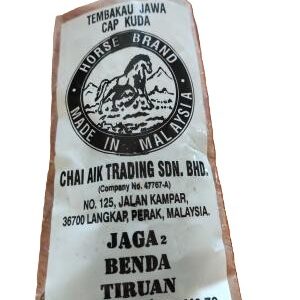 TEMBAKAU JAWA
CAP KUDA
HORSE BRAND
MADE IN MALAYSIA
CHAI AIK TRADING SDN. BHD.
(Company No. 47767-A)
NO. 125, JALAN KAMPAR,
36700 LANGKAP, PERAK, MALAYSIA.
JAGA2
BENDA
TIRUAN